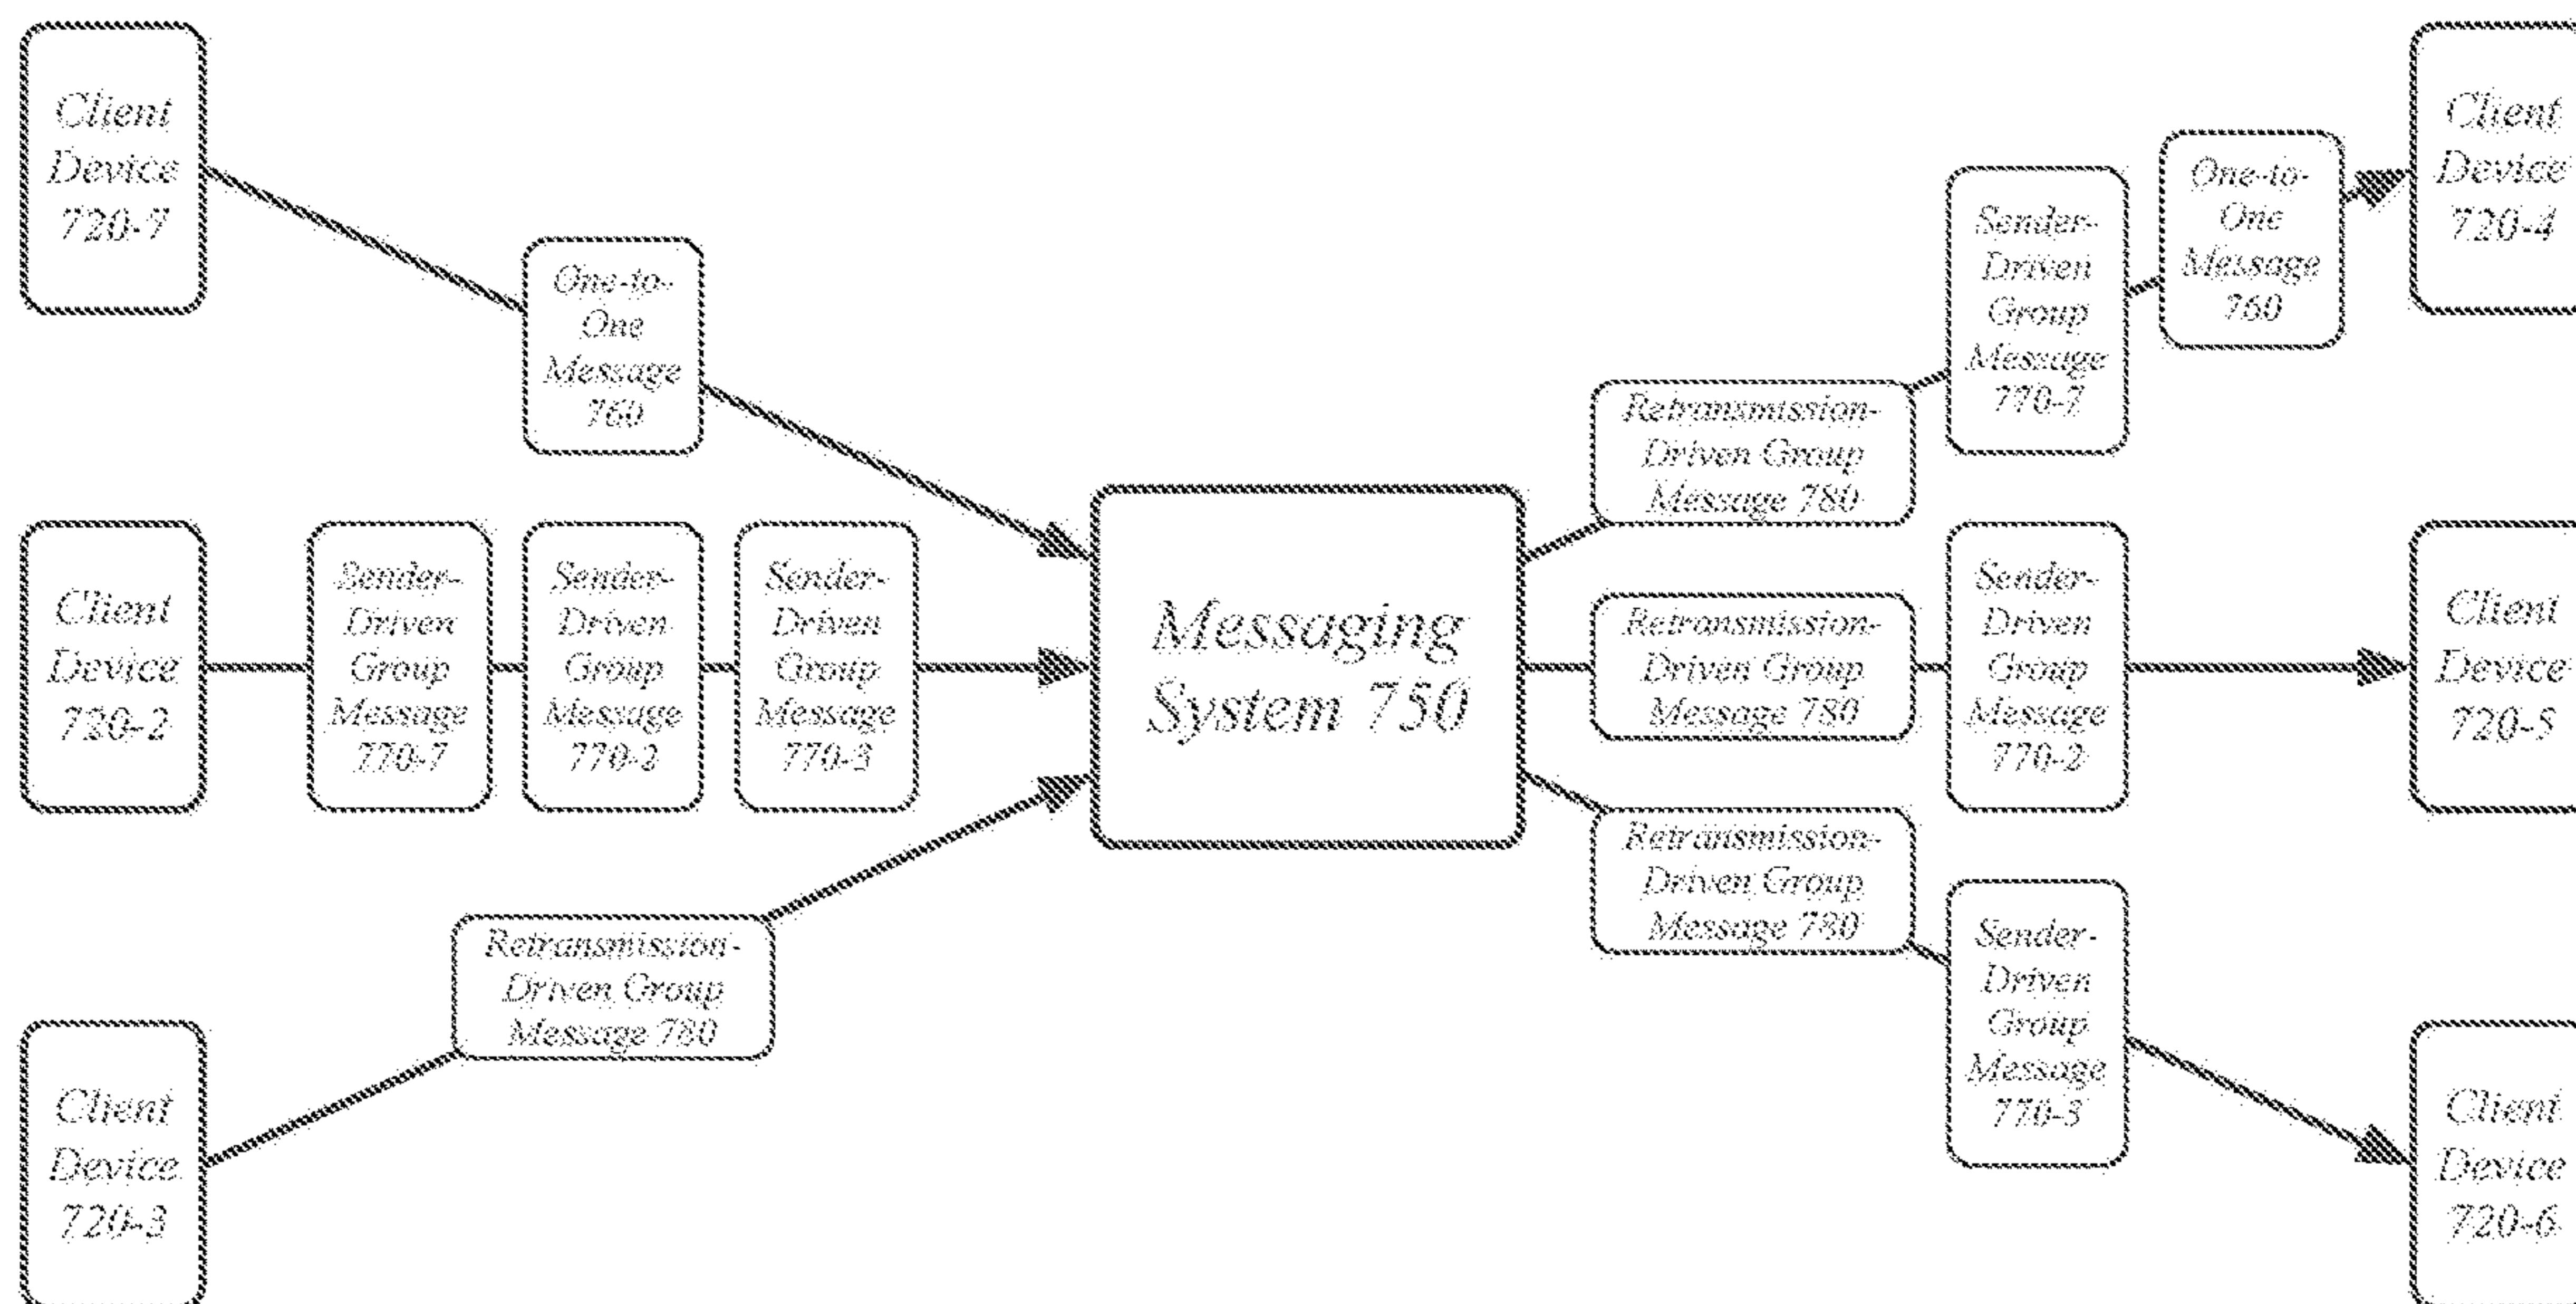 Client
Device
720-7
One-to-
One
Message
760
Client
Device
720-2
Sender-
Driven
Group
Message
770-7
Sender-
Driven
Group
Message
770-2
Sender-
Driven
Group
Message
770-3
Client
Device
720-3
Retransmission-
Driven Group
Message 780
Messaging
System 750
Retransmission-
Driven Group
Message 780
Sender-
Driven
Group
Message
770-7
One-to-
One
Message
760
Client
Device
720-4
Retransmission-
Driven Group
Message 780
Sender-
Driven
Group
Message
770-2
Client
Device
720-5
Retransmission-
Driven Group
Message 780
Sender-
Driven
Group
Message
770-3
Client
Device
720-6